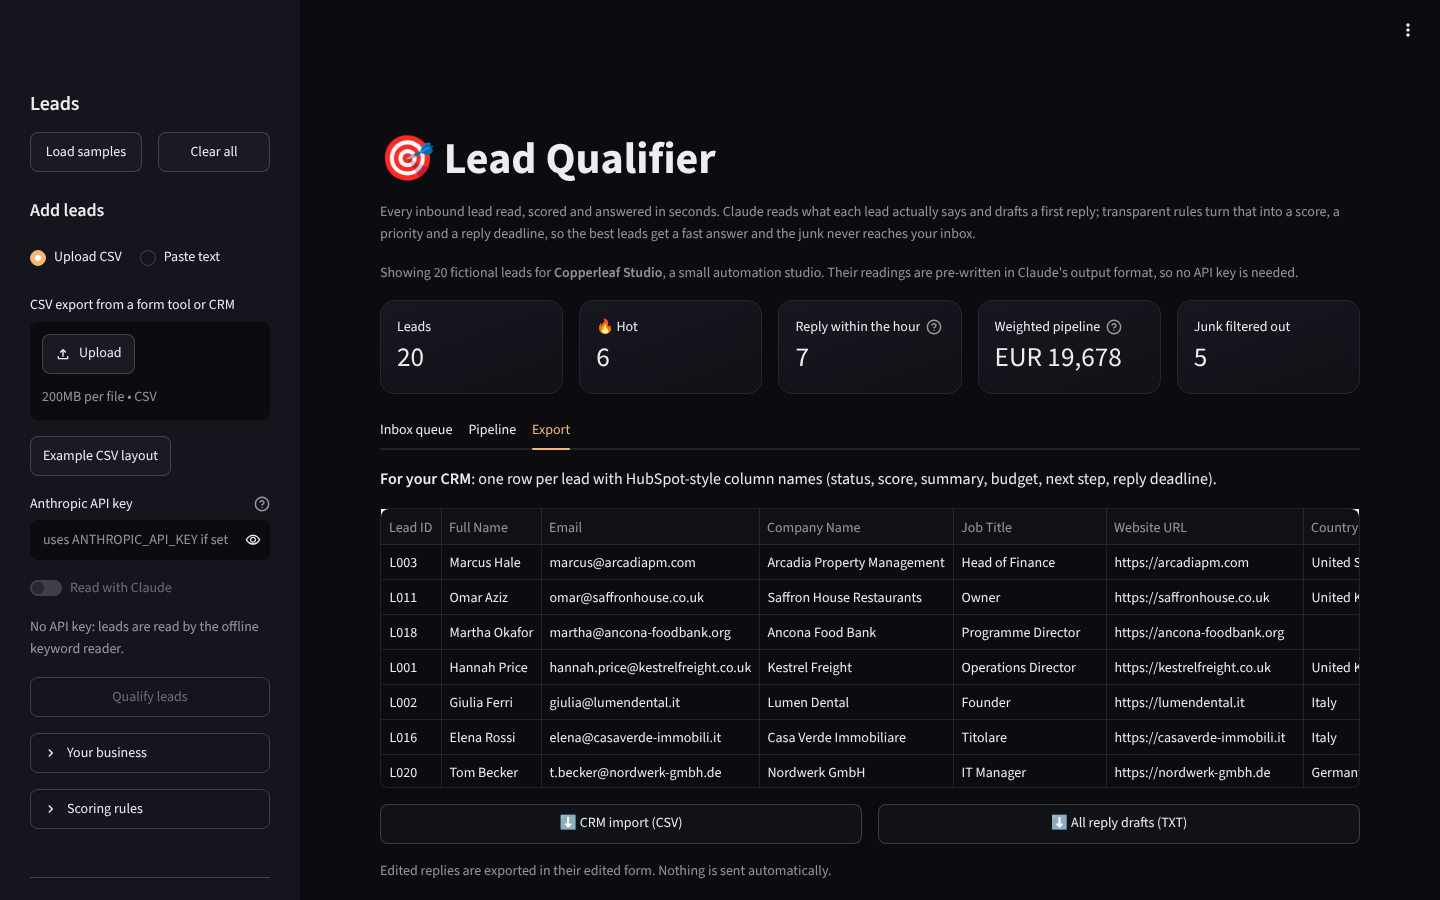 Leads
Load samples
Clear all
Add leads
Upload CSV
Paste text
CSV export from a form tool or CRM
Upload
200MB per file • CSV
Example CSV layout
Anthropic API key
uses ANTHROPIC_API_KEY if set
Read with Claude
No API key: leads are read by the offline
keyword reader.
Qualify leads
Your business
Scoring rules
🎯 Lead Qualifier
Every inbound lead read, scored and answered in seconds. Claude reads what each lead actually says and drafts a first reply; transparent rules turn that into a score, a
priority and a reply deadline, so the best leads get a fast answer and the junk never reaches your inbox.
Showing 20 fictional leads for Copperleaf Studio, a small automation studio. Their readings are pre-written in Claude's output format, so no API key is needed.
Leads
20
🔥 Hot
6
Reply within the hour
7
Weighted pipeline
EUR 19,678
Junk filtered out
5
Inbox queue Pipeline Export
For your CRM: one row per lead with HubSpot-style column names (status, score, summary, budget, next step, reply deadline).
Lead ID Full Name Email Company Name Job Title Website URL Country
L003 Marcus Hale marcus@arcadiapm.com Arcadia Property Management Head of Finance https://arcadiapm.com United S
L011 Omar Aziz omar@saffronhouse.co.uk Saffron House Restaurants Owner https://saffronhouse.co.uk United K
L018 Martha Okafor martha@ancona-foodbank.org Ancona Food Bank Programme Director https://ancona-foodbank.org
L001 Hannah Price hannah.price@kestrelfreight.co.uk Kestrel Freight Operations Director https://kestrelfreight.co.uk United K
L002 Giulia Ferri giulia@lumendental.it Lumen Dental Founder https://lumendental.it Italy
L016 Elena Rossi elena@casaverde-immobili.it Casa Verde Immobiliare Titolare https://casaverde-immobili.it Italy
L020 Tom Becker t.becker@nordwerk-gmbh.de Nordwerk GmbH IT Manager https://nordwerk-gmbh.de German
⬇️ CRM import (CSV)
⬇️ All reply drafts (TXT)
Edited replies are exported in their edited form. Nothing is sent automatically.